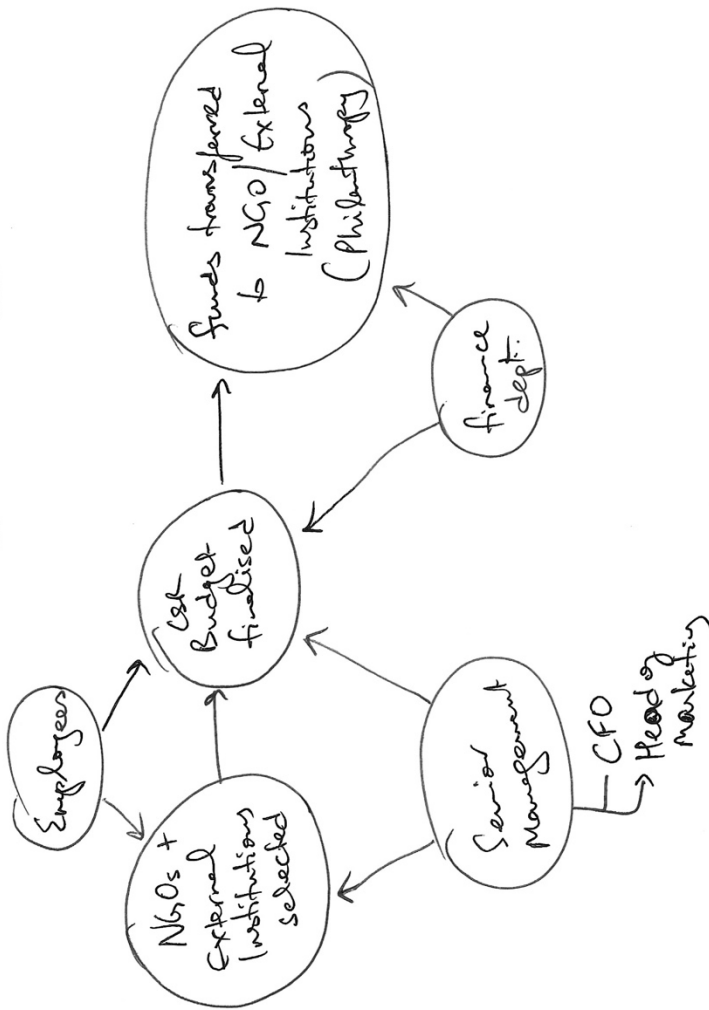 Employees
NGOs +
External
Institutions
selected
CSR
Budget
finalised
funds transferred
to NGO/External
Institutions
(Philanthropy)
Senior
Management
CFO
Head of
marketing
finance
dept.